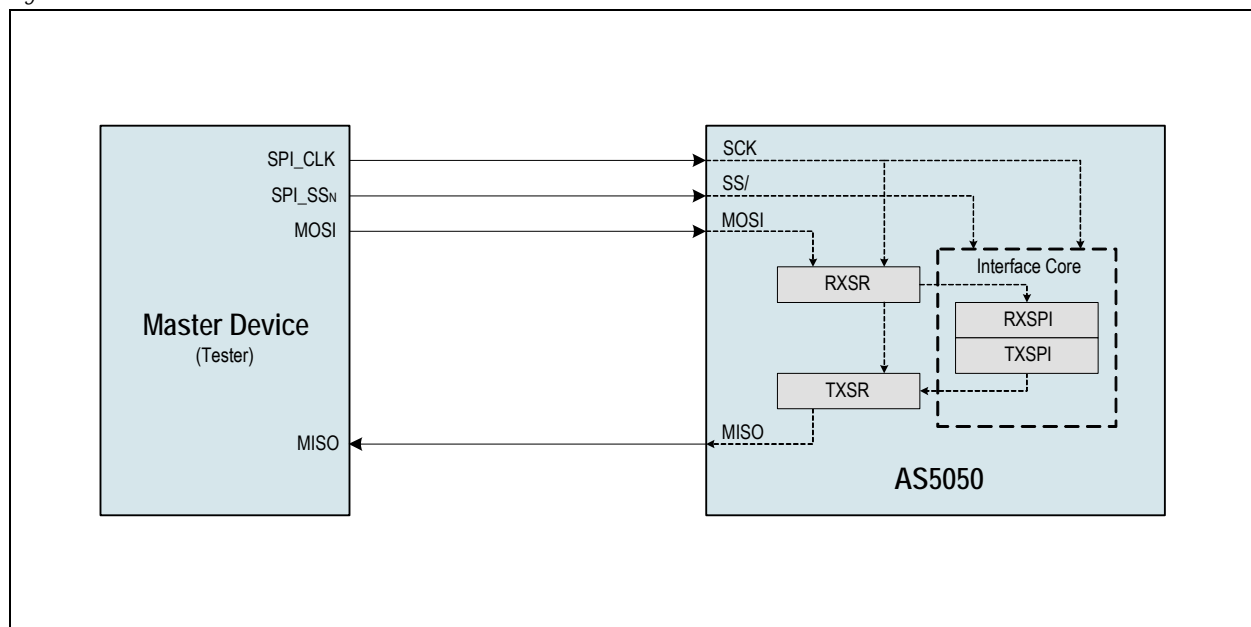 SPI_CLK
SPI_SSN
MOSI
Master Device
(Tester)
MISO
SCK
SS/
MOSI
Interface Core
RXSR
RXSPI
TXSPI
TXSR
MISO
AS5050